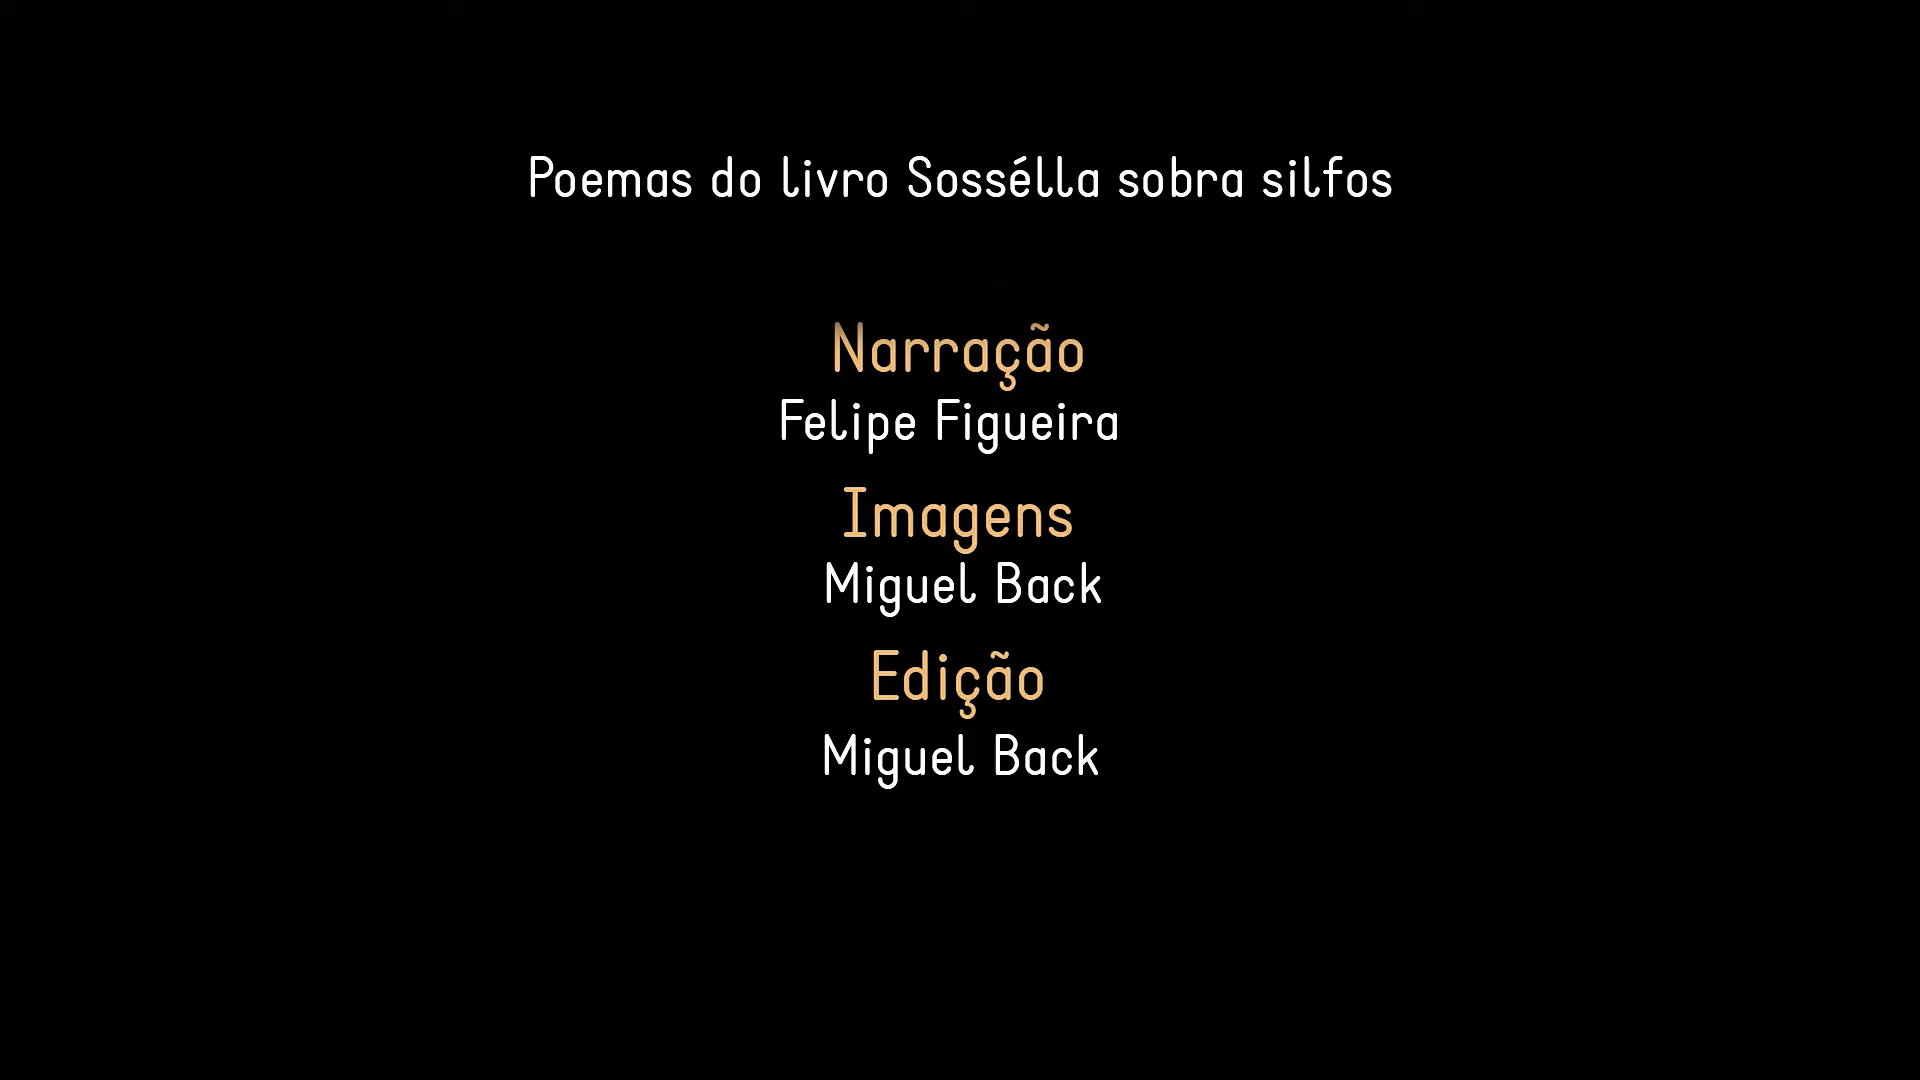 Poemas do livro Sossélla sobra silfos
Narração
Felipe Figueira
Imagens
Miguel Back
Edição
Miguel Back